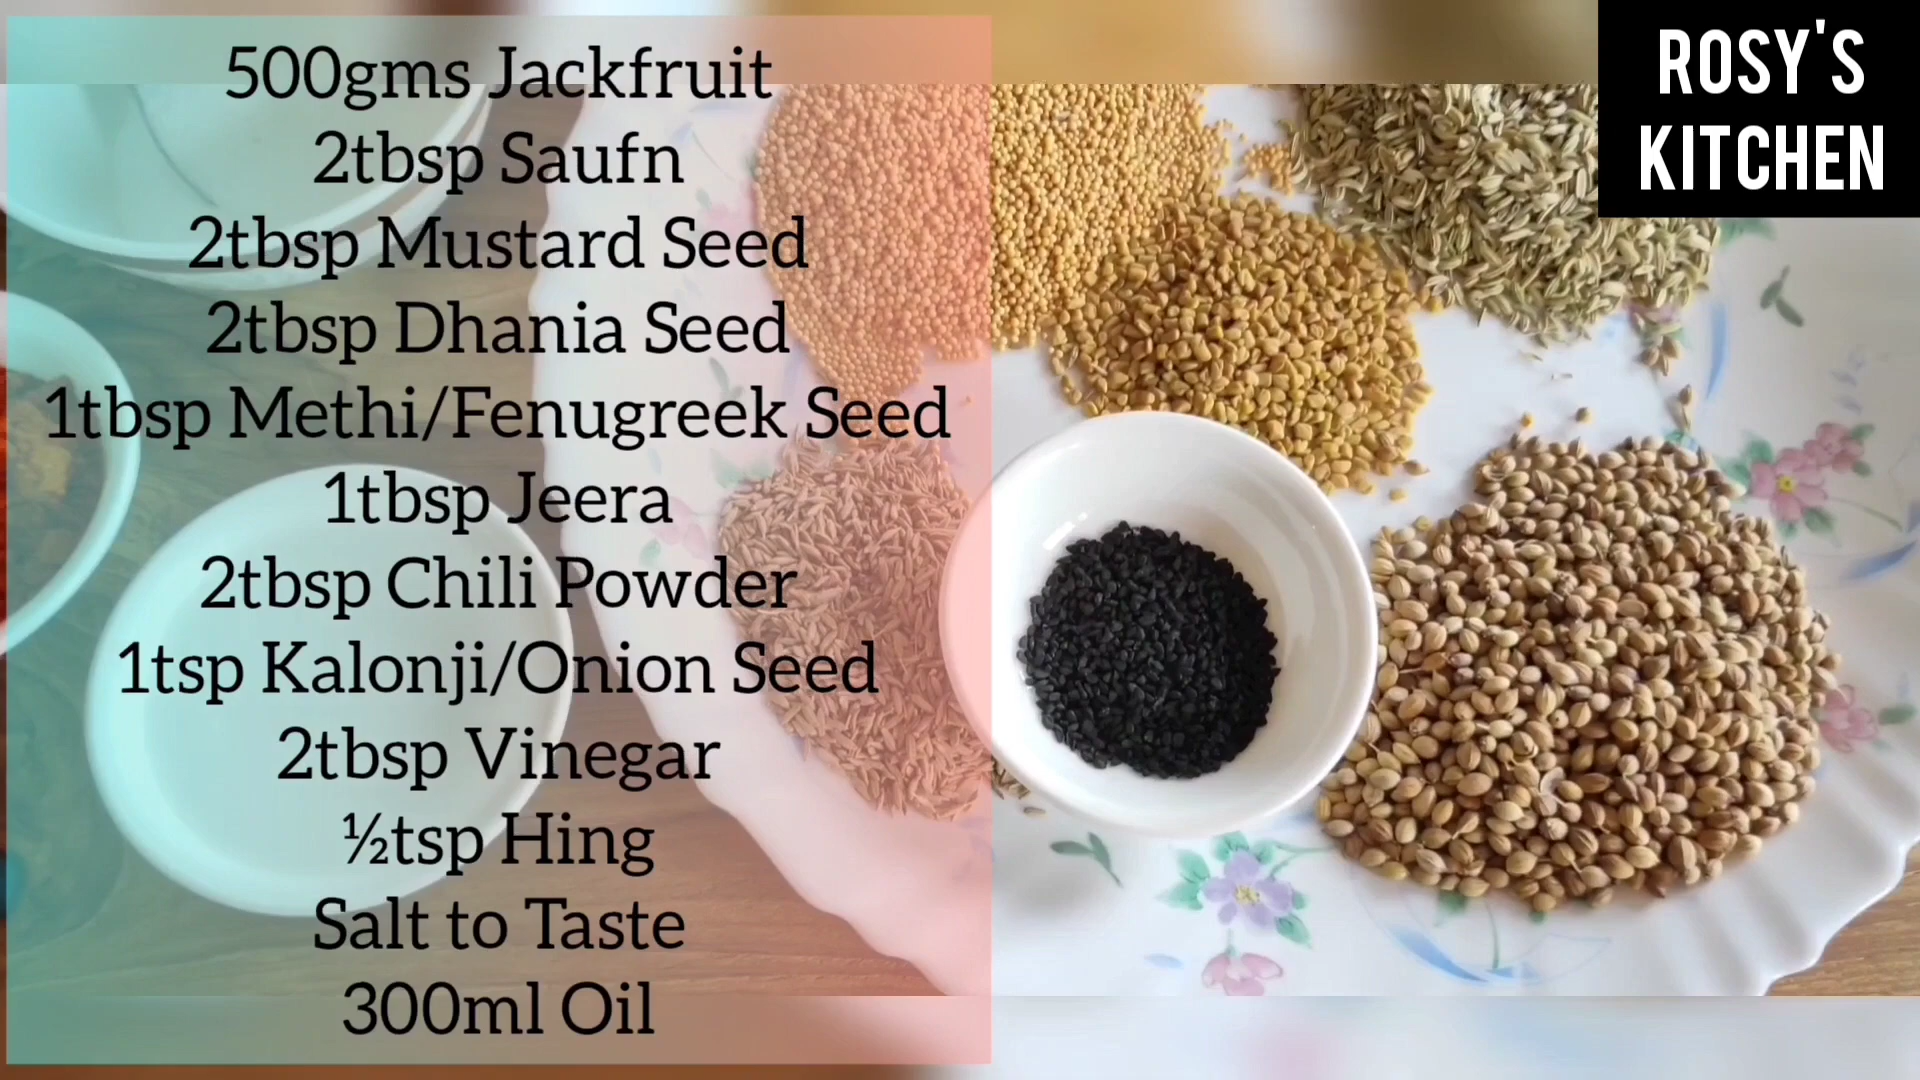 500gms Jackfruit
2tbsp Saufn
2tbsp Mustard Seed
2tbsp Dhania Seed
1tbsp Methi/Fenugreek Seed
1tbsp Jeera
2tbsp Chili Powder
1tsp Kalonji/Onion Seed
2tbsp Vinegar
½tsp Hing
Salt to Taste
300ml Oil
ROSY'S
KITCHEN